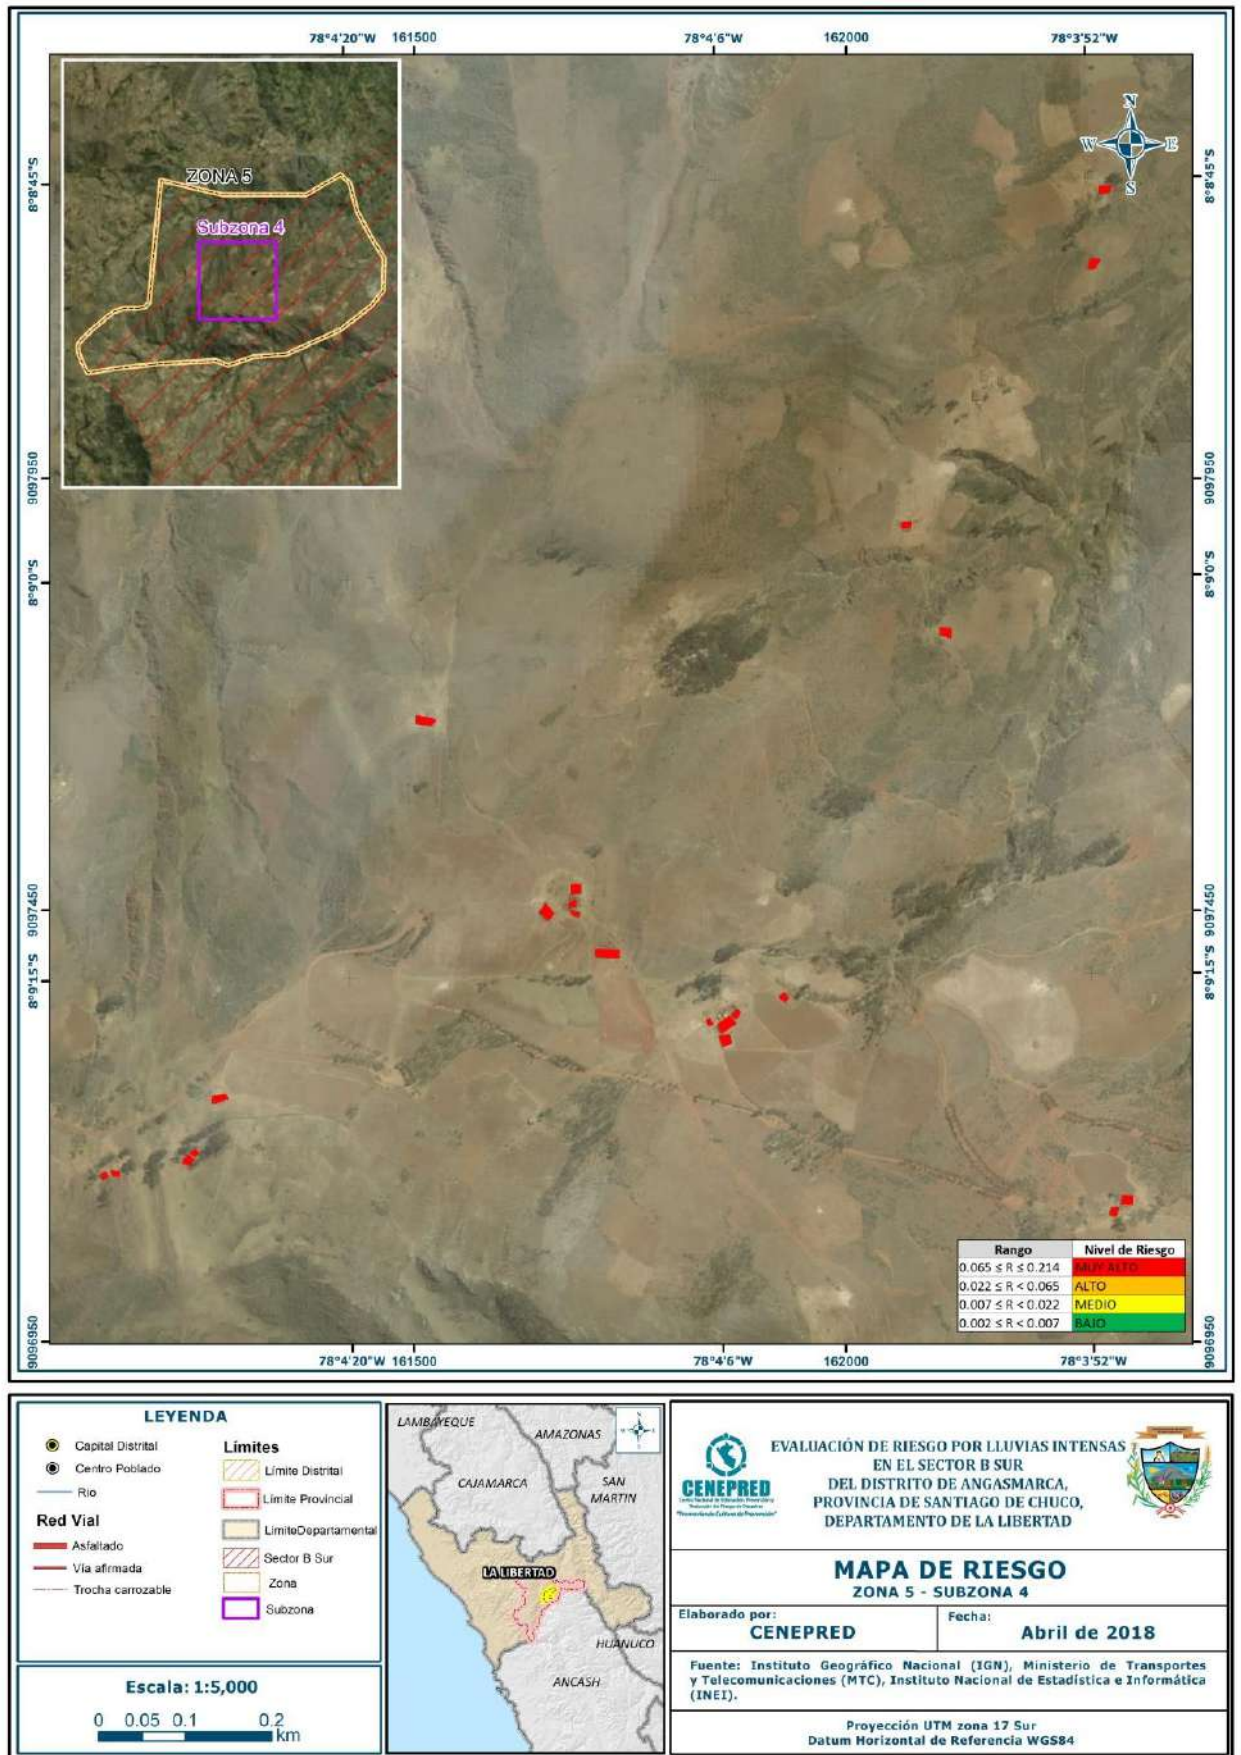 78°4'20"W 161500 78°4'6"W 162000 78°3'52"W
N
W E
S
8°8'45"S
8°8'45"S
ZONA 5
Subzona 4
9097950
9097950
8°9'0"S
8°9'0"S
9097450
9097450
8°9'15"S
8°9'15"S
Rango Nivel de Riesgo
0.065 ≤ R ≤ 0.214 MUY ALTO
0.022 ≤ R < 0.065 ALTO
0.007 ≤ R < 0.022 MEDIO
0.002 ≤ R < 0.007 BAJO
9096950
9096950
78°4'20"W 161500 78°4'6"W 162000 78°3'52"W
LEYENDA
Capital Distrital
Centro Poblado
Rio
Red Vial
Asfaltado
Vía afirmada
Trocha carrozable
Límites
Límite Distrital
Límite Provincial
LimiteDepartamental
Sector B Sur
Zona
Subzona
Escala: 1:5,000
0 0.05 0.1 0.2
km
LAMBAYEQUE
AMAZONAS
CAJAMARCA
SAN
MARTIN
LA LIBERTAD
HUANUCO
ANCASH
CENEPRED
EVALUACIÓN DE RIESGO POR LLUVIAS INTENSAS
EN EL SECTOR B SUR
DEL DISTRITO DE ANGASMARCA,
PROVINCIA DE SANTIAGO DE CHUCO,
DEPARTAMENTO DE LA LIBERTAD
MAPA DE RIESGO
ZONA 5 - SUBZONA 4
Elaborado por:
CENEPRED
Fecha:
Abril de 2018
Fuente: Instituto Geográfico Nacional (IGN), Ministerio de Transportes
y Telecomunicaciones (MTC), Instituto Nacional de Estadística e Informática
(INEI).
Proyección UTM zona 17 Sur
Datum Horizontal de Referencia WGS84